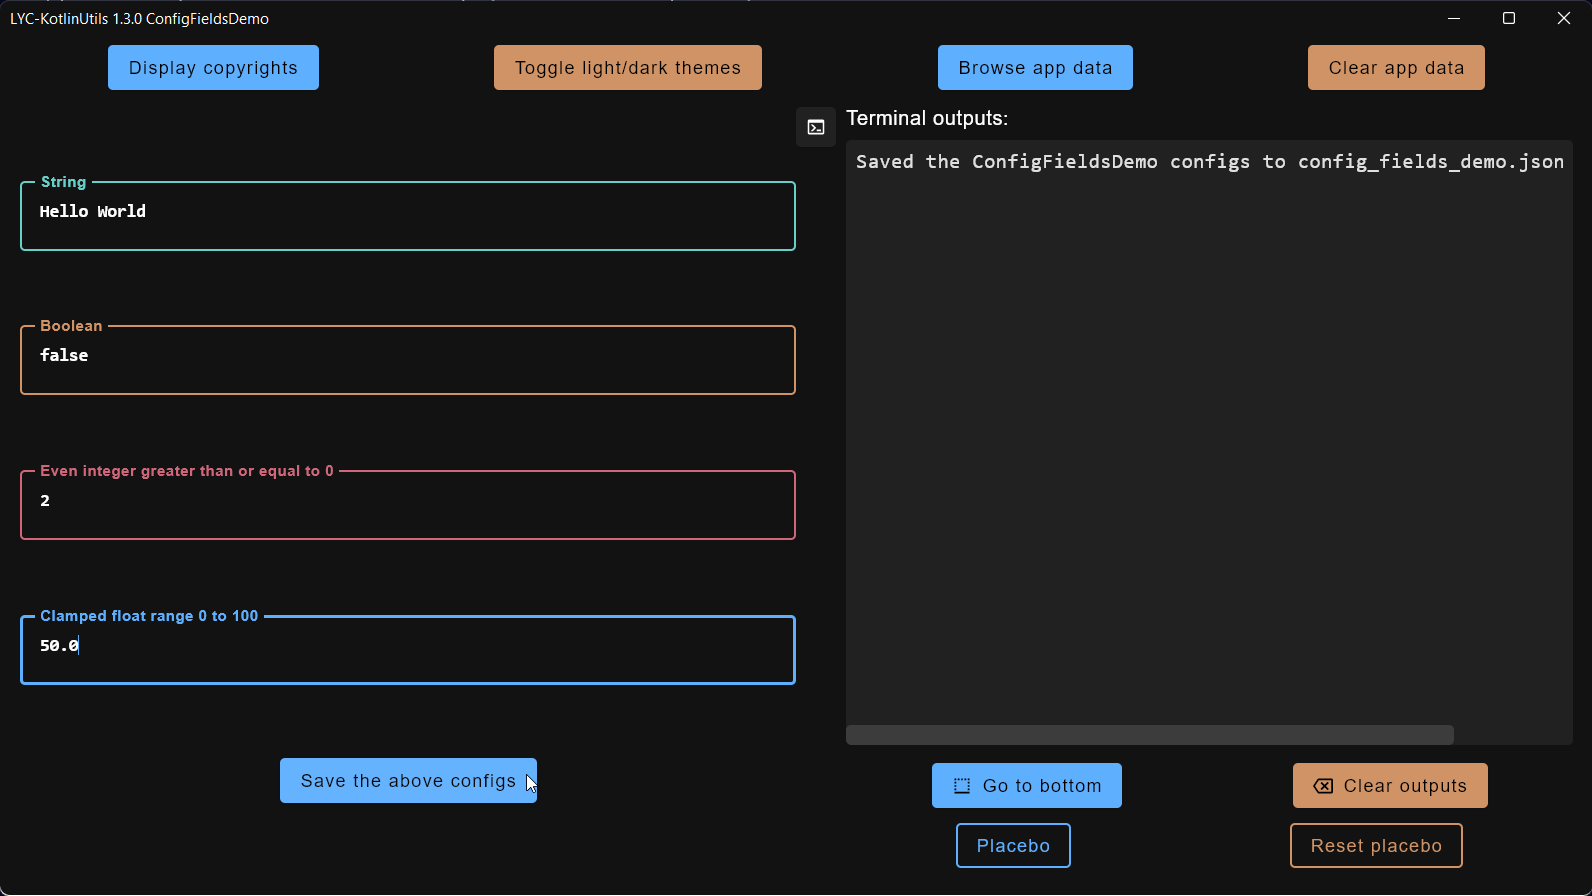 LYC-KotlinUtils 1.3.0 ConfigFieldsDemo
Display copyrights
Toggle light/dark themes
Browse app data
Clear app data
Terminal outputs:
Saved the ConfigFieldsDemo configs to config_fields_demo.json
String
Hello World
Boolean
false
Even integer greater than or equal to 0
2
Clamped float range 0 to 100
50.0
Save the above configs
Go to bottom
Clear outputs
Placebo
Reset placebo